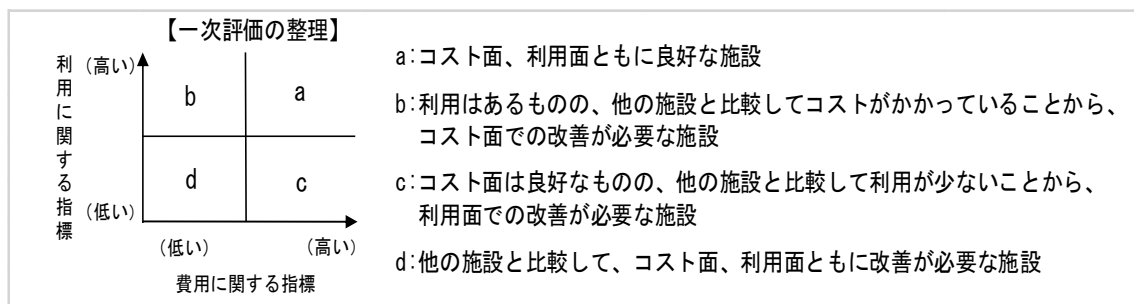 【一次評価の整理】
利用に関する指標
(高い)
(低い)
b
a
d
c
(低い)
(高い)
費用に関する指標
a:コスト面、利用面ともに良好な施設
b:利用はあるものの、他の施設と比較してコストがかかっていることから、
コスト面での改善が必要な施設
c:コスト面は良好なものの、他の施設と比較して利用が少ないことから、
利用面での改善が必要な施設
d:他の施設と比較して、コスト面、利用面ともに改善が必要な施設